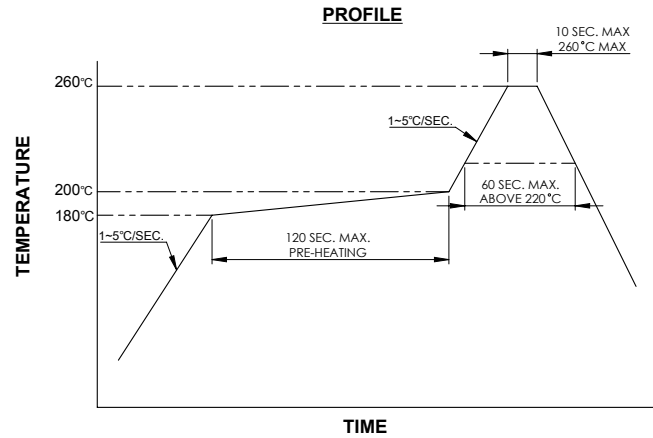 PROFILE
10 SEC. MAX
260°C MAX
260℃
1~5℃/SEC.
200℃
180℃
60 SEC. MAX.
ABOVE 220°C
1~5℃/SEC.
120 SEC. MAX.
PRE-HEATING
TEMPERATURE
TIME